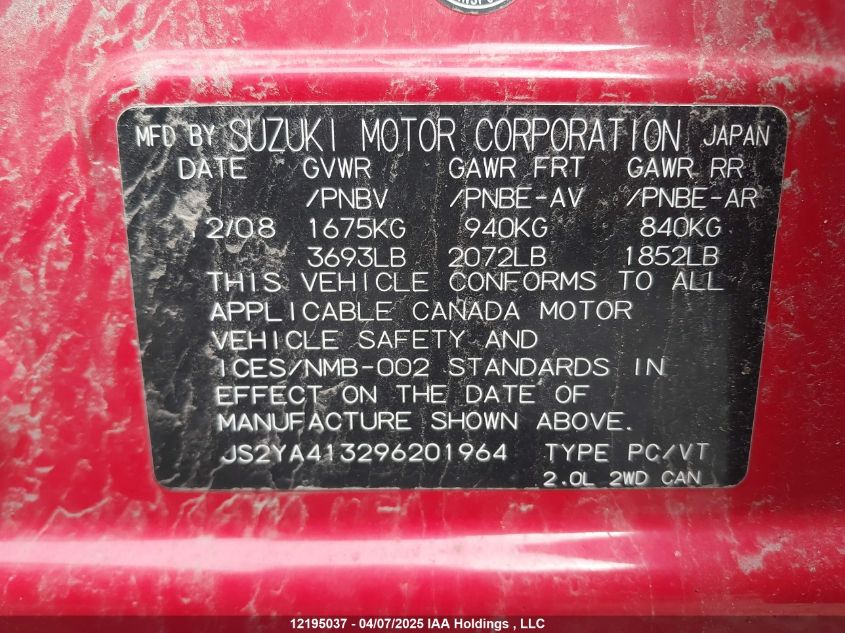 MFD BY SUZUKI MOTOR CORPORATION JAPAN
DATE GVWR GAWR FRT GAWR RR
/PNBV /PNBE-AV /PNBE-AR
2/08 1675KG 940KG 840KG
3693LB 2072LB 1852LB
THIS VEHICLE CONFORMS TO ALL
APPLICABLE CANADA MOTOR
VEHICLE SAFETY AND
ICES/NMB-002 STANDARDS IN
EFFECT ON THE DATE OF
MANUFACTURE SHOWN ABOVE.
JS2YA413296201964 TYPE PC/VT
2.0L 2WD CAN
12195037 - 04/07/2025 IAA Holdings , LLC